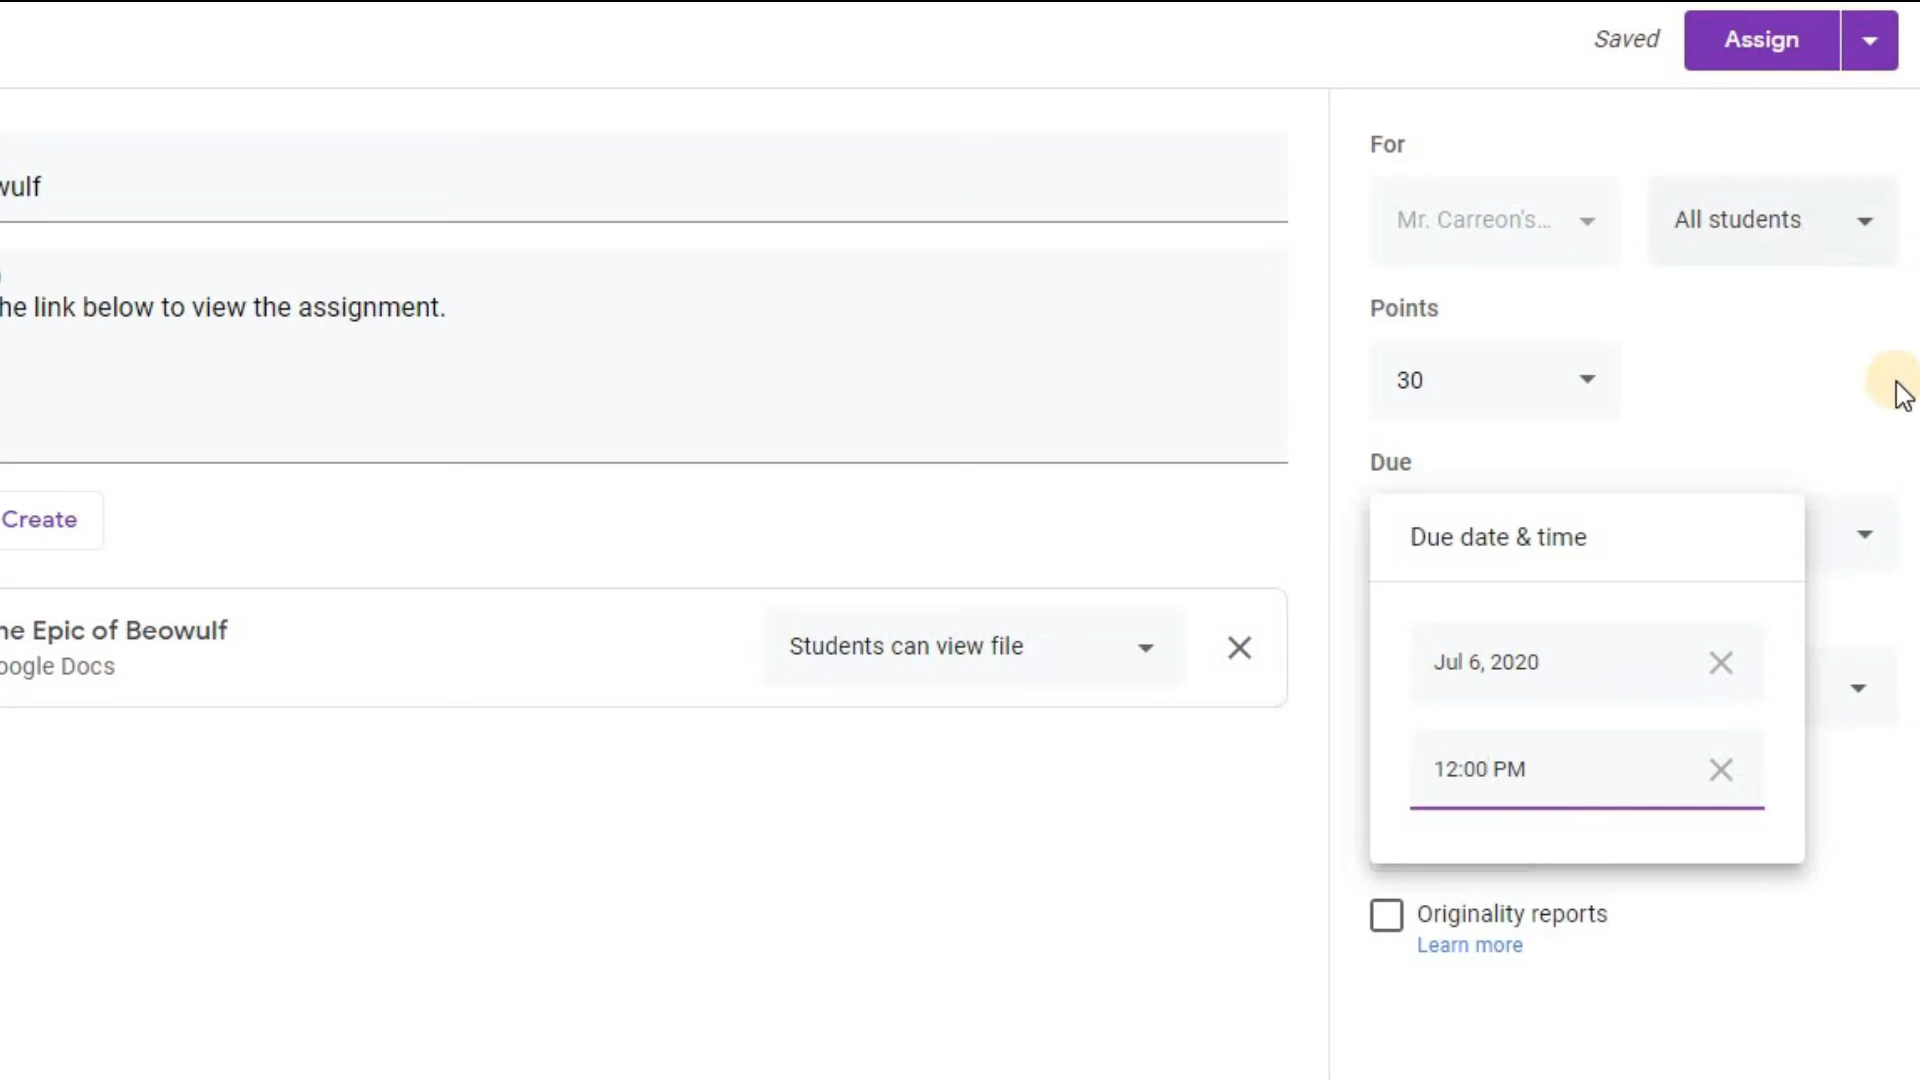 Saved
Assign
wulf
he link below to view the assignment.
Create
he Epic of Beowulf
oogle Docs
Students can view file
For
Mr. Carreon's...
All students
Points
30
Due
Due date & time
Jul 6, 2020
12:00 PM
Originality reports
Learn more